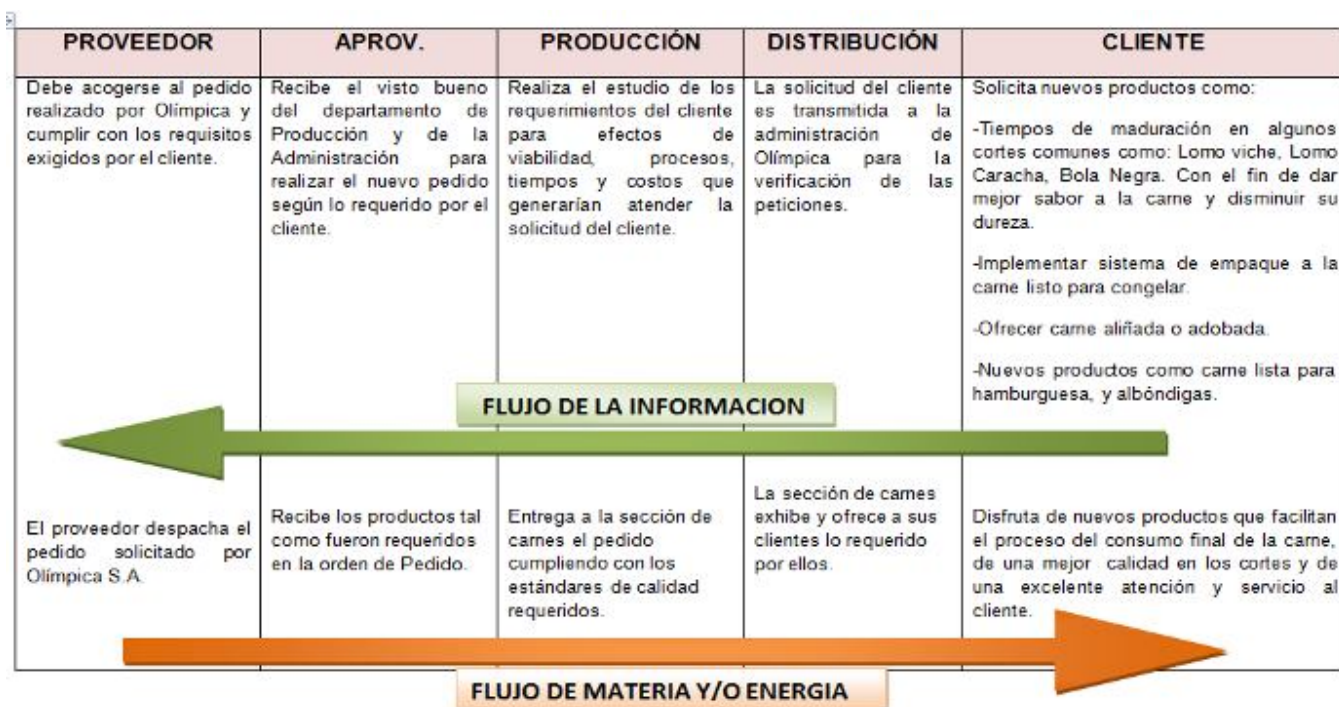 PROVEEDOR
APROV.
PRODUCCIÓN
DISTRIBUCIÓN
CLIENTE
Debe acogerse al pedido
realizado por Olímpica y
cumplir con los requisitos
exigidos por el cliente.
Recibe el visto bueno
del departamento de
Producción y de la
Administración para
realizar el nuevo pedido
según lo requerido por el
cliente.
Realiza el estudio de los
requerimientos del cliente
para efectos de
viabilidad, procesos,
tiempos y costos que
generarían atender la
solicitud del cliente.
La solicitud del cliente
es transmitida a la
administración de
Olímpica para la
verificación de las
peticiones.
Solicita nuevos productos como:
-Tiempos de maduración en algunos
cortes comunes como: Lomo viche, Lomo
Caracha, Bola Negra. Con el fin de dar
mejor sabor a la carne y disminuir su
dureza.
-Implementar sistema de empaque a la
carne listo para congelar.
-Ofrecer carne aliñada o adobada.
-Nuevos productos como carne lista para
hamburguesa, y albóndigas.
FLUJO DE LA INFORMACION
El proveedor despacha el
pedido solicitado por
Olímpica S.A.
Recibe los productos tal
como fueron requeridos
en la orden de Pedido.
Entrega a la sección de
carnes el pedido
cumpliendo con los
estándares de calidad
requeridos.
La sección de carnes
exhibe y ofrece a sus
clientes lo requerido
por ellos.
Disfruta de nuevos productos que facilitan
el proceso del consumo final de la carne,
de una mejor calidad en los cortes y de
una excelente atención y servicio al
cliente.
FLUJO DE MATERIA Y/O ENERGIA